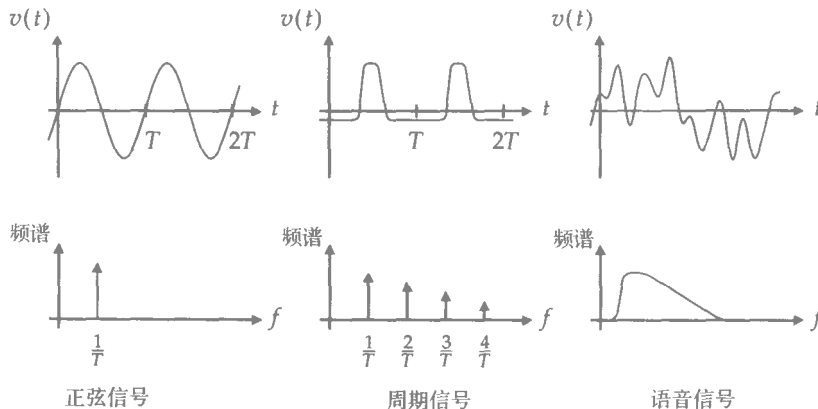 v(t) v(t) v(t)
t t t
T 2T T 2T
频谱 频谱 频谱
f f f
1/T 1/T 2/T 3/T 4/T
正弦信号 周期信号 语音信号